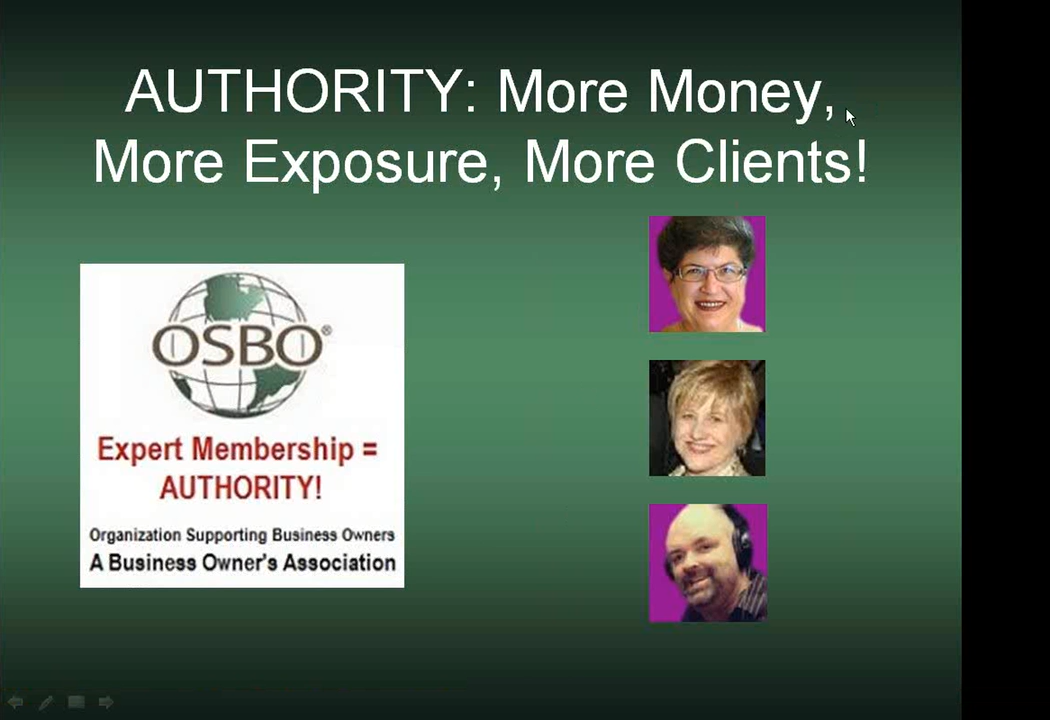 AUTHORITY: More Money,
More Exposure, More Clients!
OSBO®
Expert Membership =
AUTHORITY!
Organization Supporting Business Owners
A Business Owner's Association